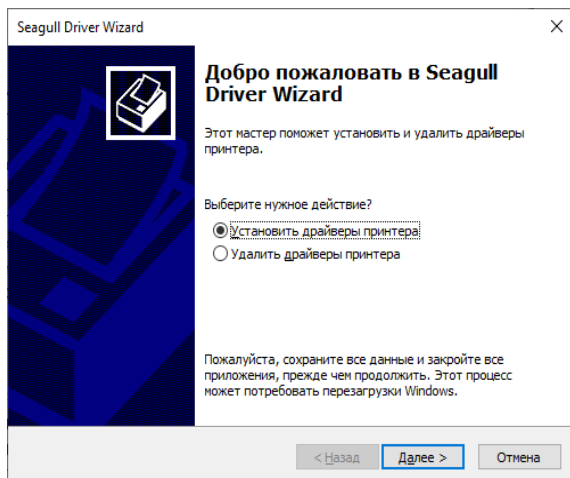 Seagull Driver Wizard
Добро пожаловать в Seagull
Driver Wizard
Этот мастер поможет установить и удалить драйверы
принтера.
Выберите нужное действие?
Установить драйверы принтера
Удалить драйверы принтера
Пожалуйста, сохраните все данные и закройте все
приложения, прежде чем продолжить. Этот процесс
может потребовать перезагрузки Windows.
< Назад Далее > Отмена